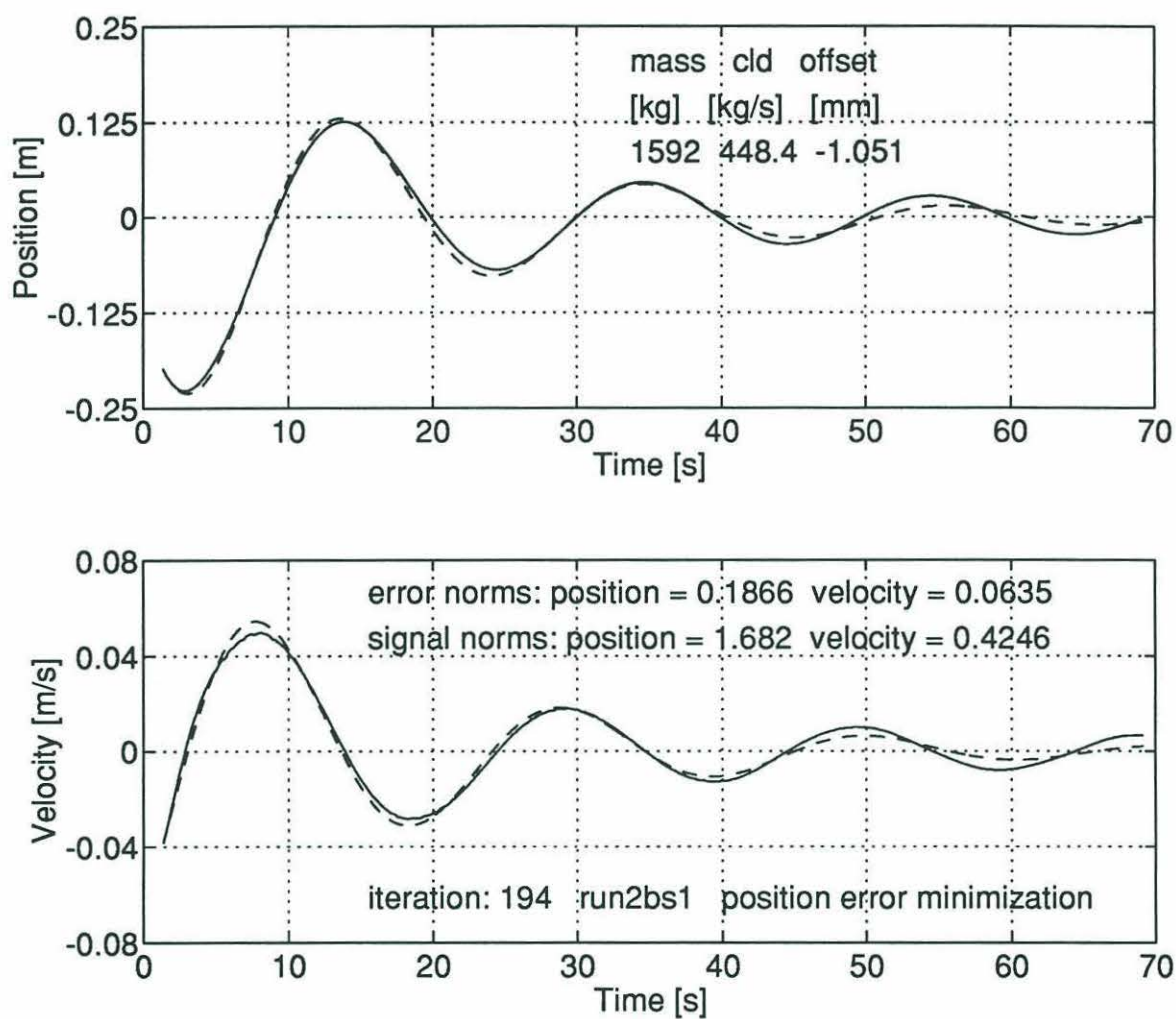 0.25
0.125
0
-0.125
-0.25
Position [m]
mass cld offset
[kg] [kg/s] [mm]
1592 448.4 -1.051
0 10 20 30 40 50 60 70
Time [s]
0.08
0.04
0
-0.04
-0.08
Velocity [m/s]
error norms: position = 0.1866 velocity = 0.0635
signal norms: position = 1.682 velocity = 0.4246
iteration: 194 run2bs1 position error minimization
0 10 20 30 40 50 60 70
Time [s]